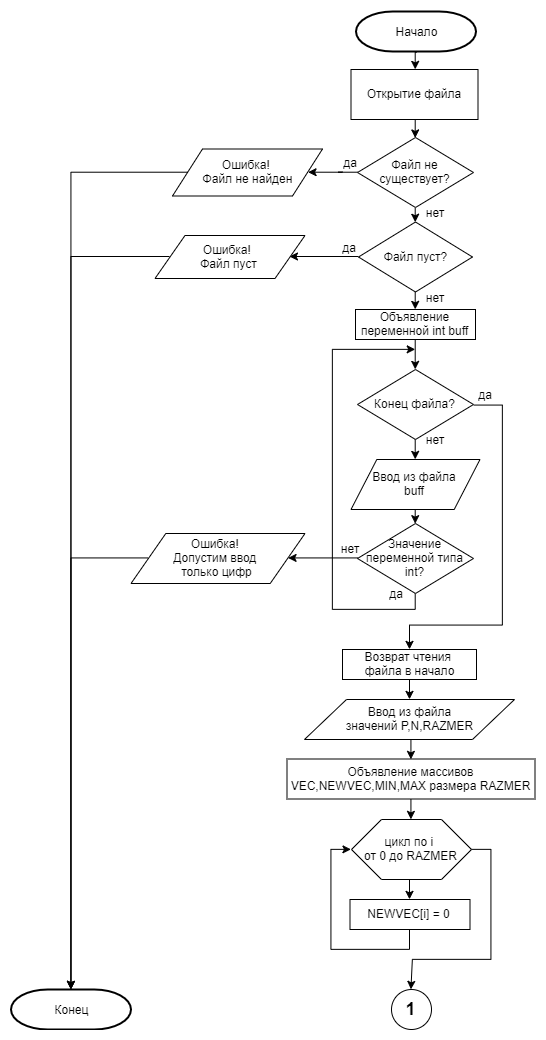 Начало
Открытие файла
Файл не
существует?
да
Ошибка!
Файл не найден
нет
Файл пуст?
да
Ошибка!
Файл пуст
нет
Объявление
переменной int buff
Конец файла?
да
нет
Ввод из файла
buff
Значение
переменной типа
int?
нет
Ошибка!
Допустим ввод
только цифр
да
Возврат чтения
файла в начало
Ввод из файла
значений P,N,RAZMER
Объявление массивов
VEC,NEWVEC,MIN,MAX размера RAZMER
цикл по i
от 0 до RAZMER
NEWVEC[i] = 0
Конец
1